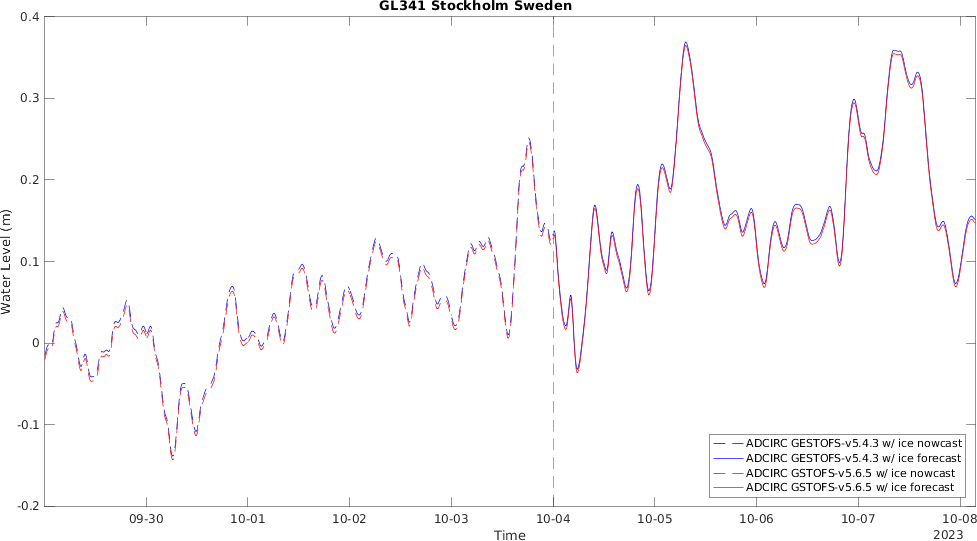 GL341 Stockholm Sweden
0.4
0.3
0.2
0.1
0
-0.1
-0.2
Water Level (m)
09-30 10-01 10-02 10-03 10-04 10-05 10-06 10-07 10-08
Time
2023
ADCIRC GESTOFS-v5.4.3 w/ ice nowcast
ADCIRC GESTOFS-v5.4.3 w/ ice forecast
ADCIRC GSTOFS-v5.6.5 w/ ice nowcast
ADCIRC GSTOFS-v5.6.5 w/ ice forecast